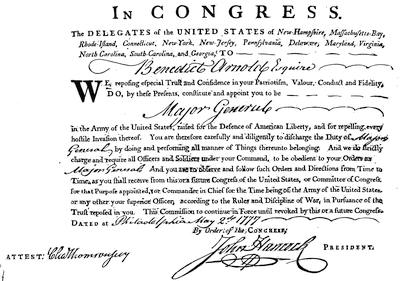 IN CONGRESS.
The DELEGATES of the UNITED STATES of New-Hampshire, Massachusetts-Bay,
Rhode-Island, Connecticut, New-York, New-Jersey, Pennsylvania, Delaware, Maryland, Virginia,
North-Carolina, South-Carolina, and Georgia, TO
Benedict Arnold Esquire
WE, reposing especial Trust and Confidence in your Patriotism, Valour, Conduct and Fidelity,
DO, by these Presents, constitute and appoint you to be
Major General
in the Army of the United States, raised for the Defence of American Liberty, and for repelling every
hostile Invasion thereof. You are therefore carefully and diligently to discharge the Duty of Major
General by doing and performing all manner of Things thereunto belonging. And we do strictly
charge and require all Officers and Soldiers under your Command, to be obedient to your Orders as
Major General And you are to observe and follow such Orders and Directions from Time to
Time, as you shall receive from this or a future Congress of the United States, or Committee of Congress,
for that Purpose appointed, or Commander in Chief for the Time being of the Army of the United States,
or any other your superior Officer, according to the Rules and Discipline of War, in Pursuance of the
Trust reposed in you. This Commission to continue in Force until revoked by this or a future Congress.
DATED at Philadelphia May 2d 1777
By Order of the CONGRESS,
John Hancock PRESIDENT.
ATTEST. Cha Thomson secy